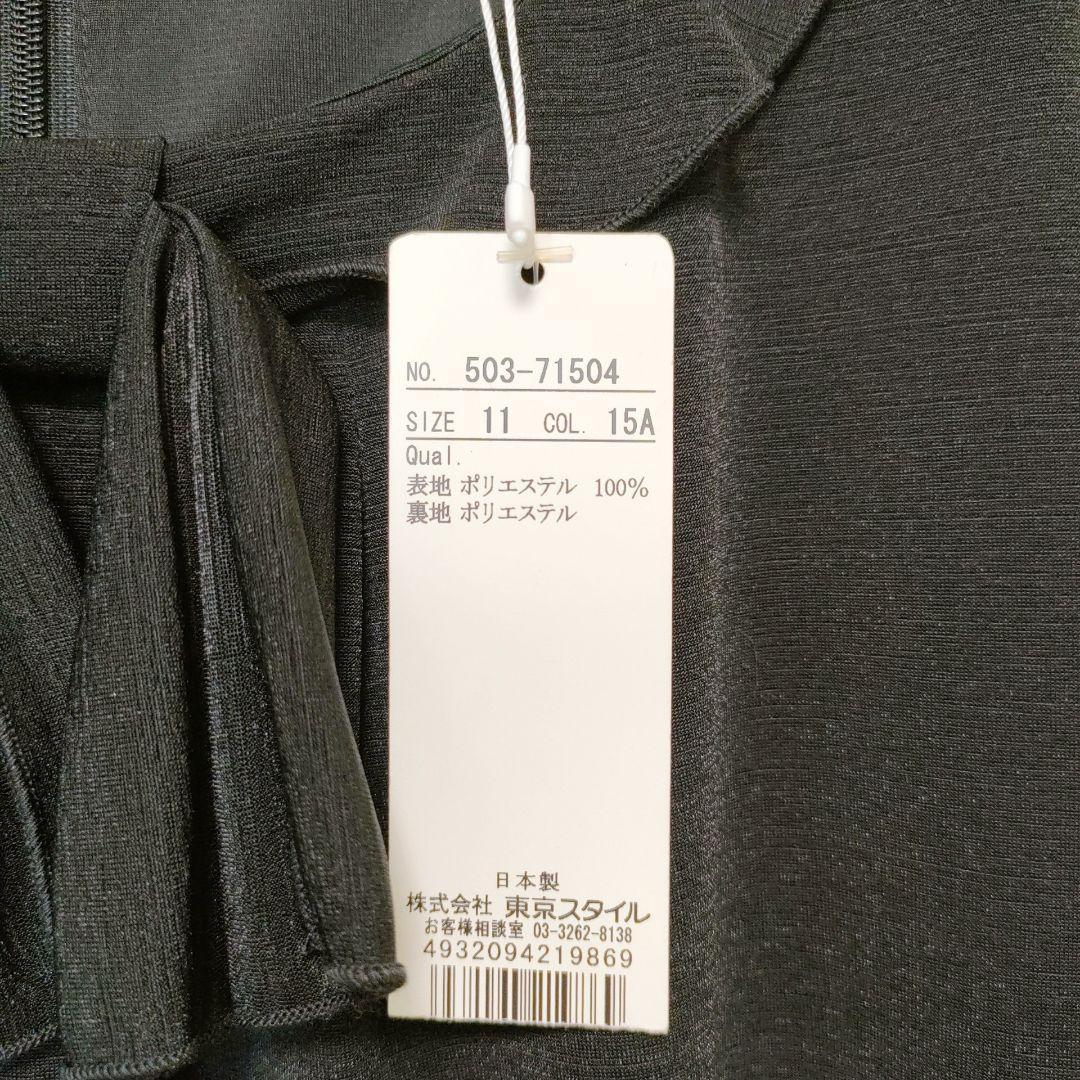 NO. 503-71504
SIZE 11 COL. 15A
Qual.
表地 ポリエステル 100%
裏地 ポリエステル
日本製
株式会社 東京スタイル
お客様相談室 03-3262-8138
4932094219869